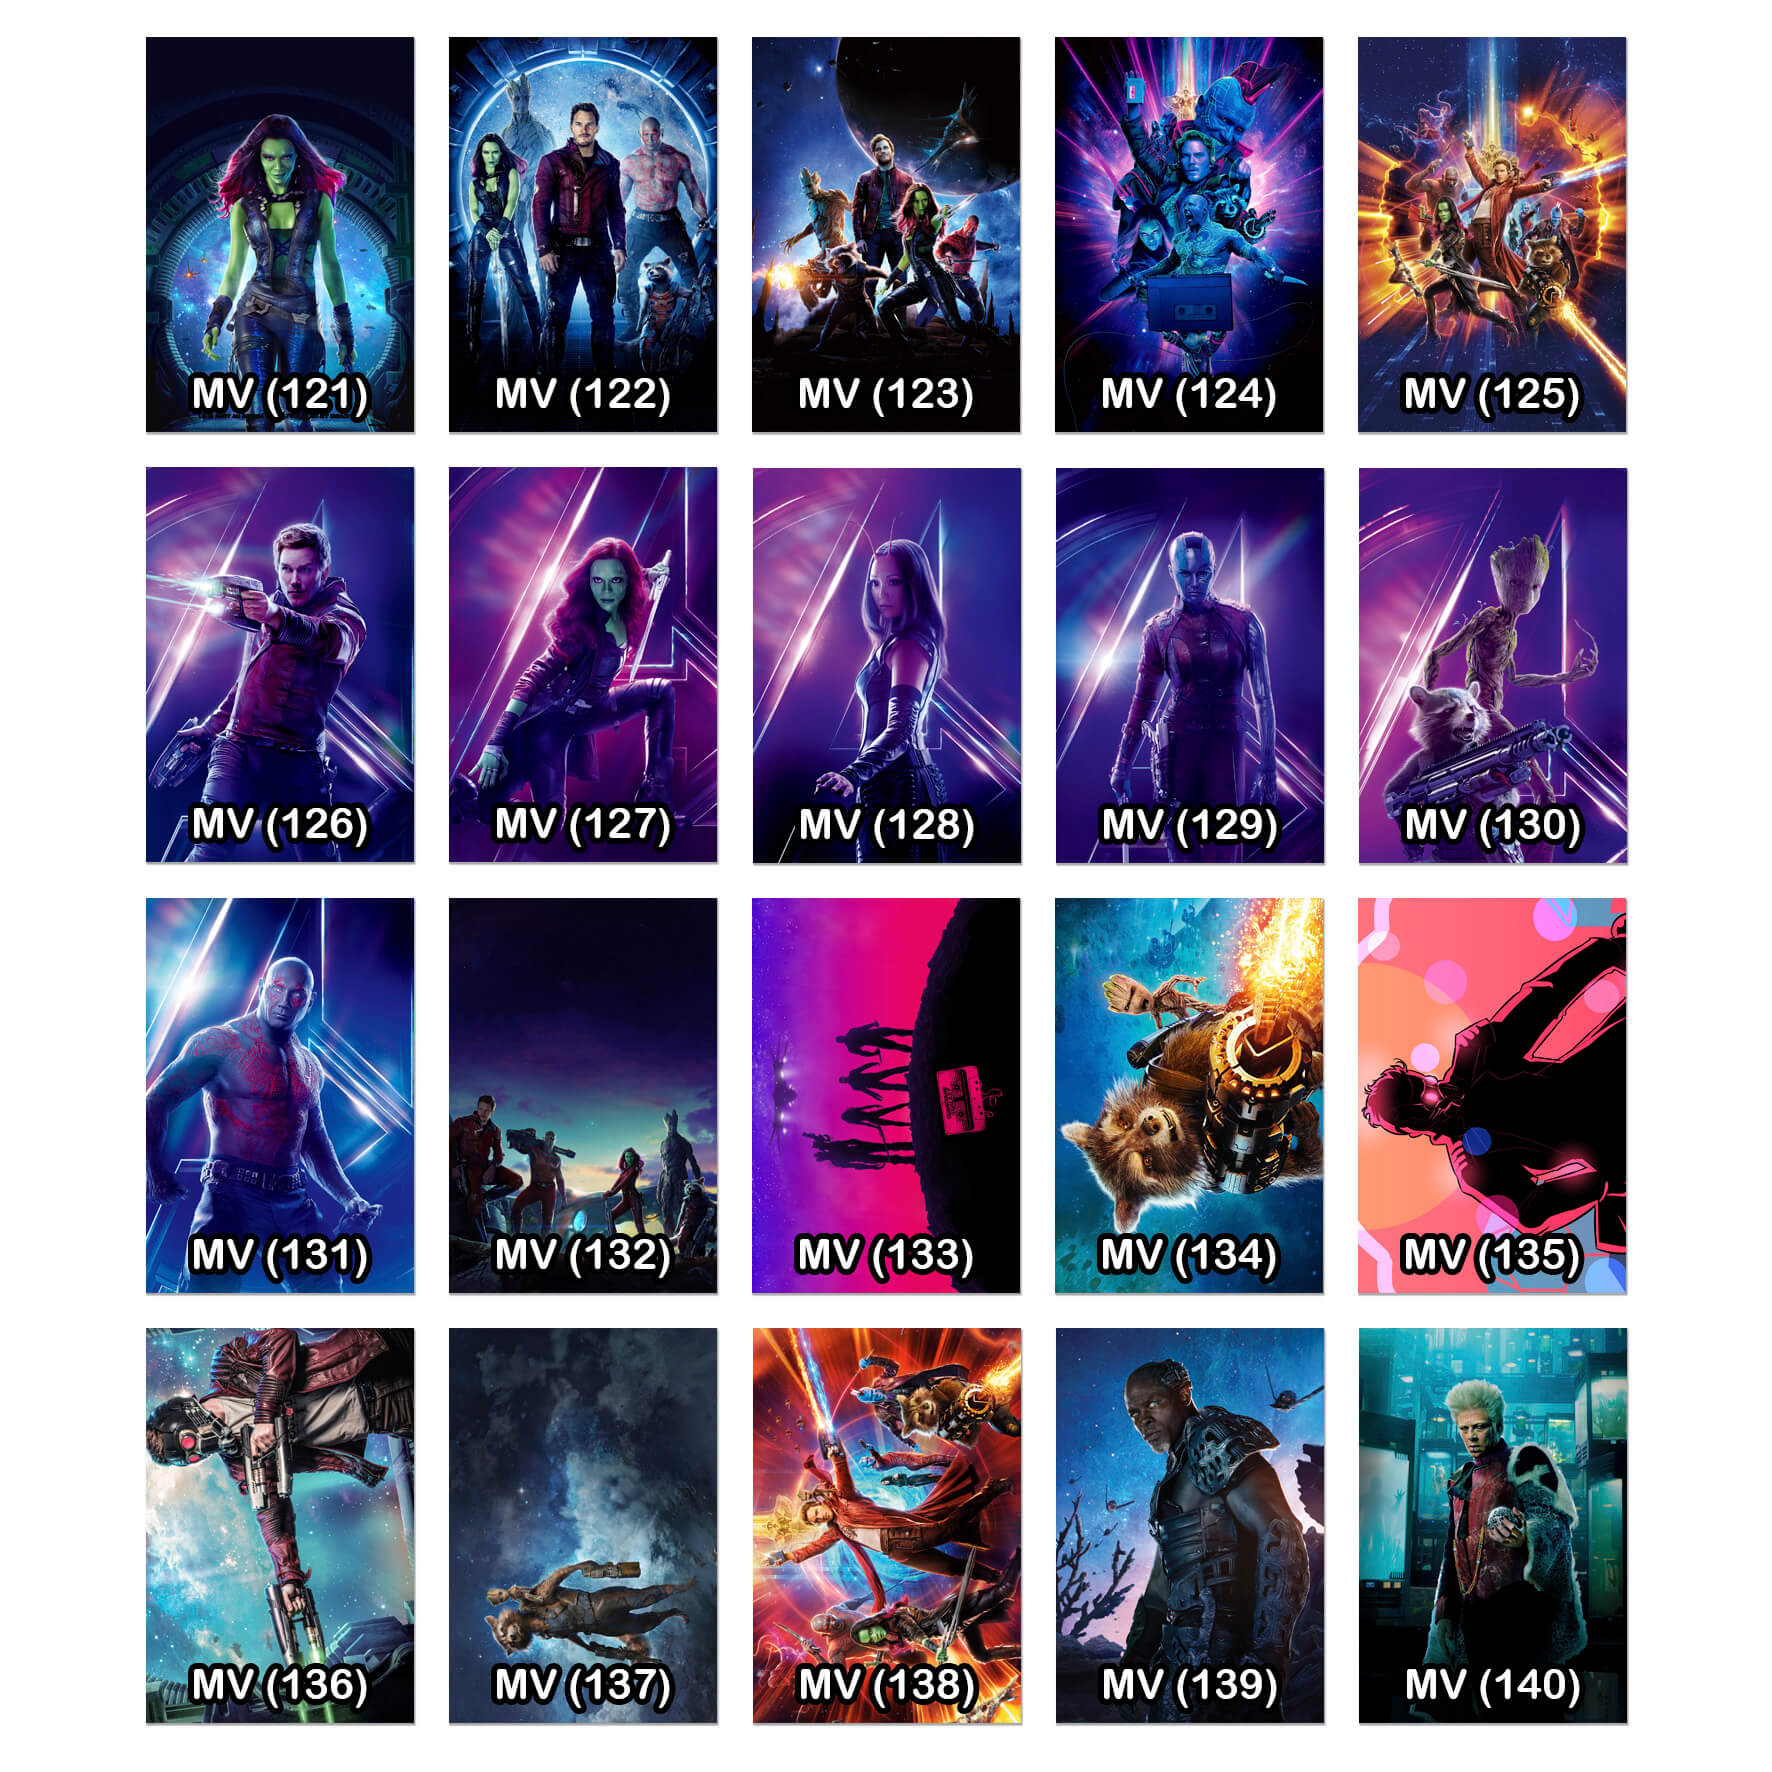 MV (121)
MV (122)
MV (123)
MV (124)
MV (125)
MV (126)
MV (127)
MV (128)
MV (129)
MV (130)
MV (131)
MV (132)
MV (133)
MV (134)
MV (135)
MV (136)
MV (137)
MV (138)
MV (139)
MV (140)